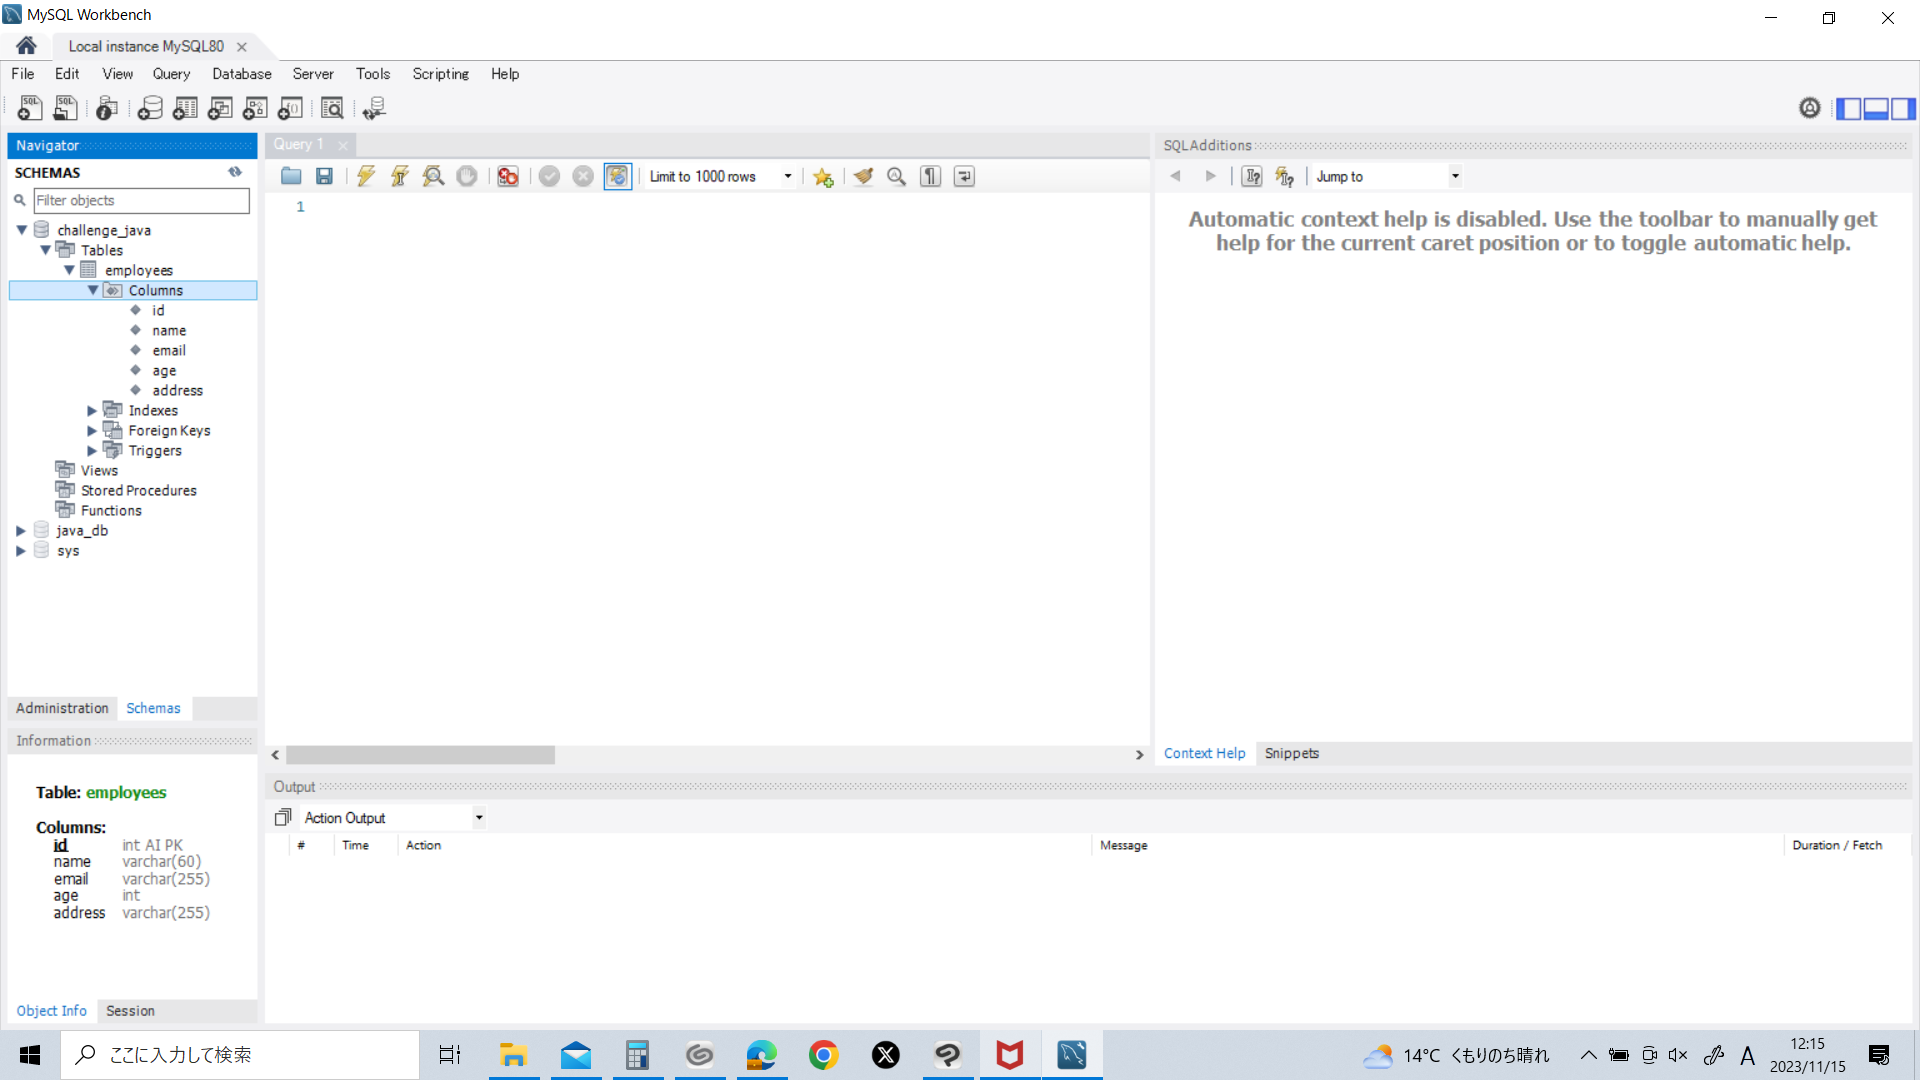 MySQL Workbench
Local instance MySQL80
File Edit View Query Database Server Tools Scripting Help
Navigator
SCHEMAS
Filter objects
challenge_java
Tables
employees
Columns
id
name
email
age
address
Indexes
Foreign Keys
Triggers
Views
Stored Procedures
Functions
java_db
sys
Administration Schemas
Information
Table: employees
Columns:
id int AI PK
name varchar(60)
email varchar(255)
age int
address varchar(255)
Object Info Session
Query 1
Limit to 1000 rows
1
SQLAdditions
Jump to
Automatic context help is disabled. Use the toolbar to manually get
help for the current caret position or to toggle automatic help.
Context Help Snippets
Output
Action Output
# Time Action Message Duration / Fetch
ここに入力して検索
14°C くもりのち晴れ
A
12:15
2023/11/15